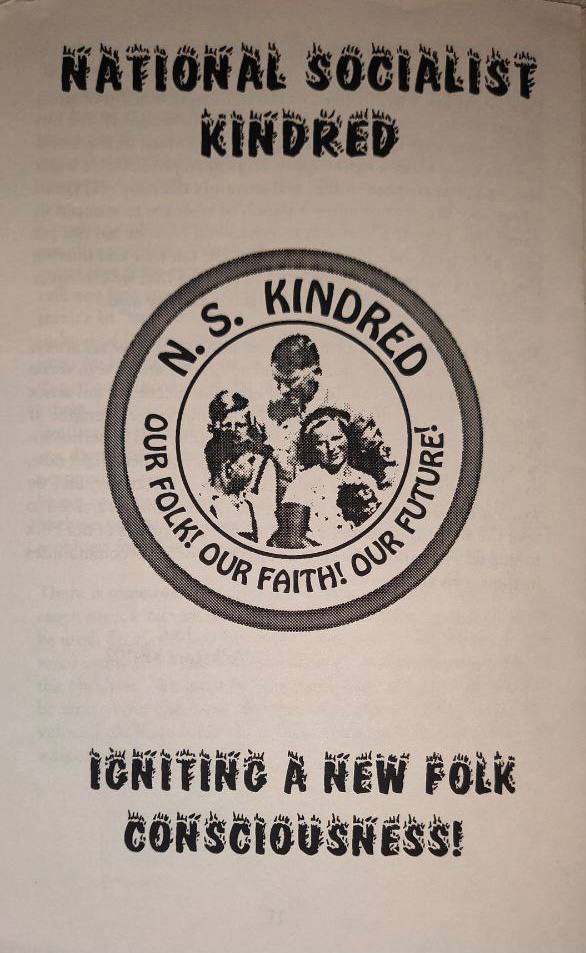 NATIONAL SOCIALIST
KINDRED
N. S. KINDRED
OUR FOLK! OUR FAITH! OUR FUTURE!
IGNITING A NEW FOLK
CONSCIOUSNESS!